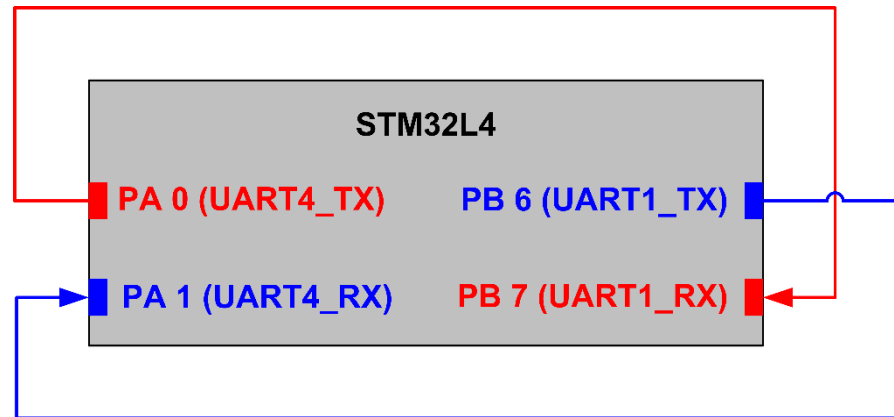 STM32L4
PA 0 (UART4_TX)
PB 6 (UART1_TX)
PA 1 (UART4_RX)
PB 7 (UART1_RX)